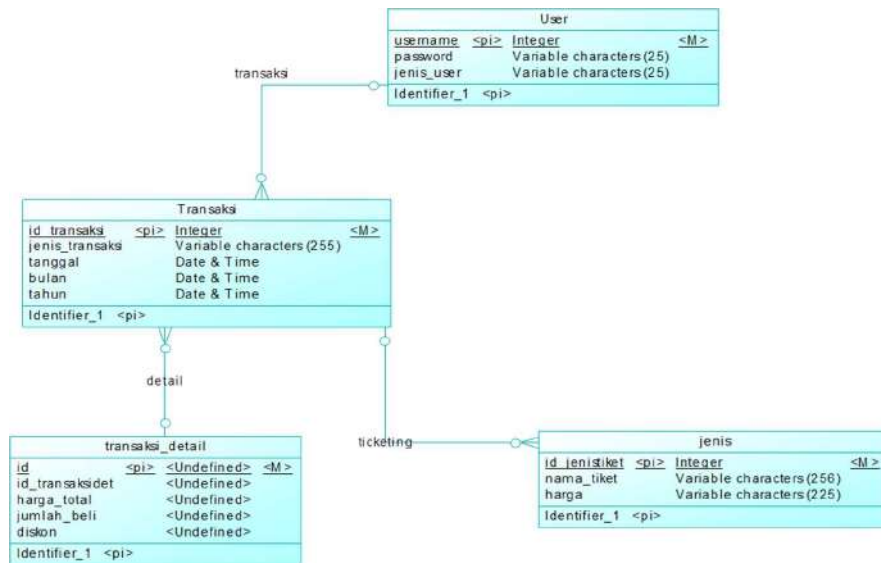 User
username <pi> Integer <M>
password Variable characters (25)
jenis_user Variable characters (25)
Identifier_1 <pi>
transaksi
Transaksi
id_transaksi <pi> Integer <M>
jenis_transaksi Variable characters (255)
tanggal Date & Time
bulan Date & Time
tahun Date & Time
Identifier_1 <pi>
detail
transaksi_detail
id <pi> <Undefined> <M>
id_transaksidet <Undefined>
harga_total <Undefined>
jumlah_beli <Undefined>
diskon <Undefined>
Identifier_1 <pi>
ticketing
jenis
id_jenistiket <pi> Integer <M>
nama_tiket Variable characters (256)
harga Variable characters (225)
Identifier_1 <pi>